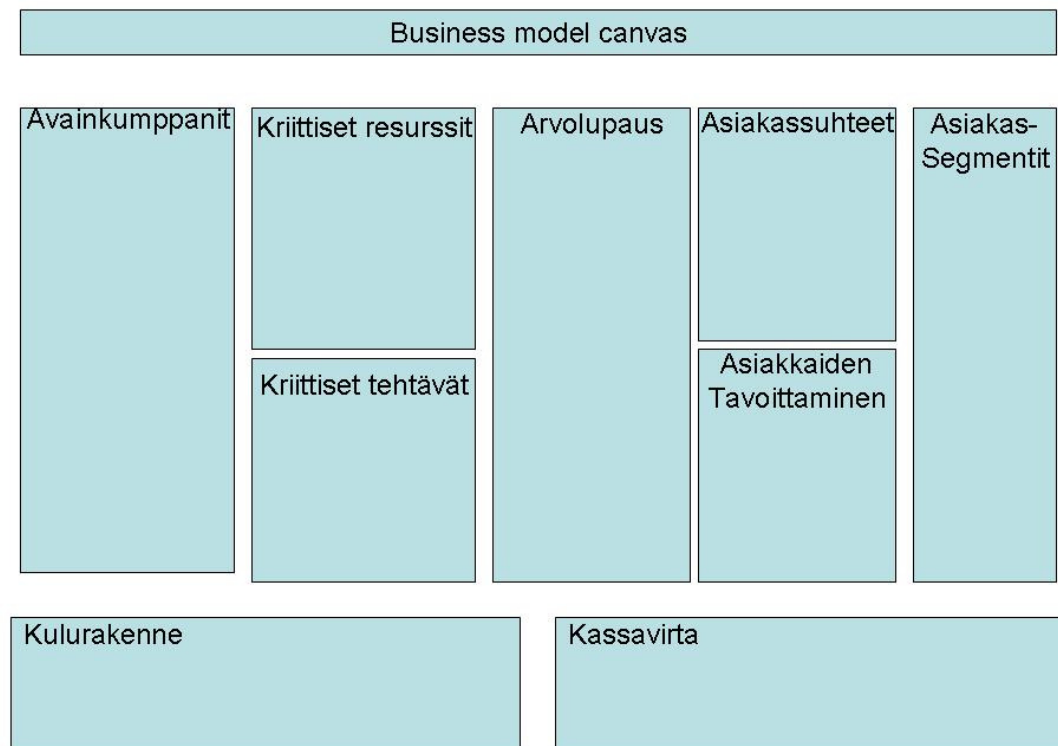 Business model canvas
Avainkumppanit
Kriittiset resurssit
Kriittiset tehtävät
Arvolupaus
Asiakassuhteet
Asiakkaiden
Tavoittaminen
Asiakas-
Segmentit
Kulurakenne
Kassavirta